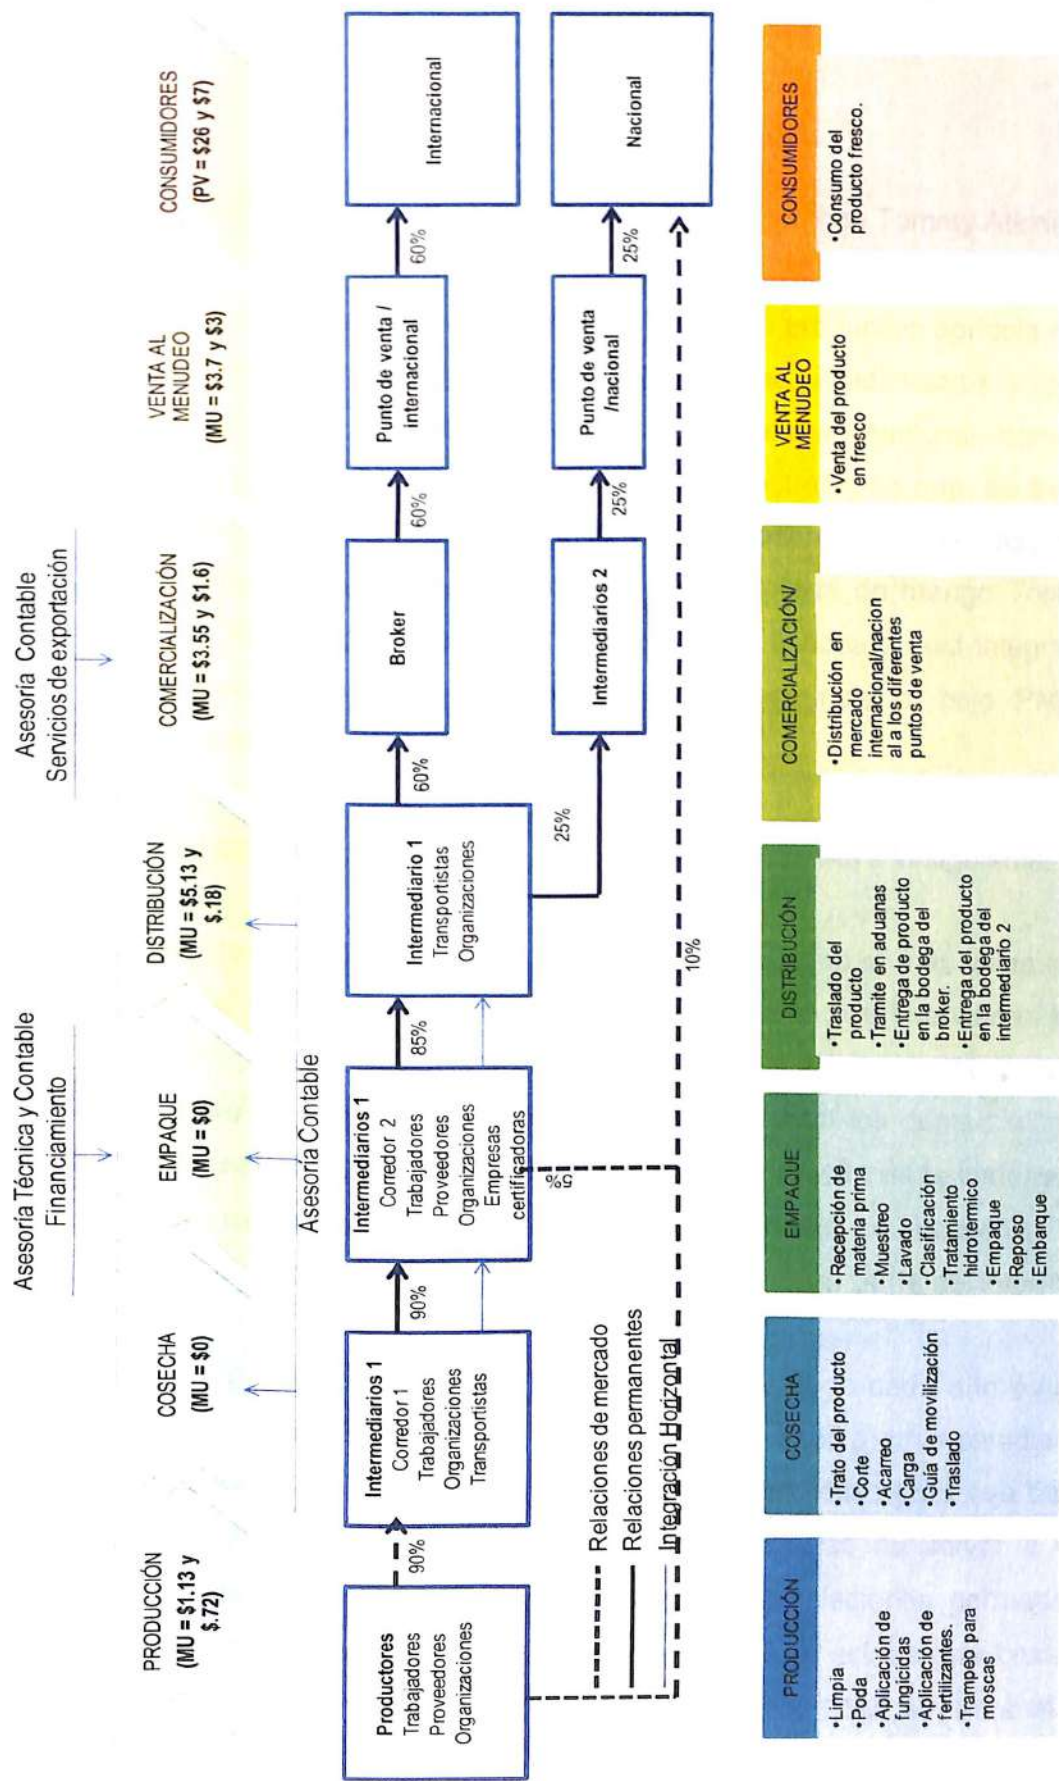 Asesoría Técnica y Contable
Financiamiento
Asesoría Contable
Servicios de exportación
PRODUCCIÓN
(MU = $1.13 y
$.72)
COSECHA
(MU = $0)
EMPAQUE
(MU = $0)
DISTRIBUCIÓN
(MU = $5.13 y
$.18)
COMERCIALIZACIÓN
(MU = $3.55 y $1.6)
VENTA AL
MENUDEO
(MU = $3.7 y $3)
CONSUMIDORES
(PV = $26 y $7)
Asesoría Contable
Productores
Trabajadores
Proveedores
Organizaciones
90%
Intermediarios 1
Corredor 1
Trabajadores
Organizaciones
Transportistas
90%
Intermediarios 1
Corredor 2
Trabajadores
Proveedores
Organizaciones
Empresas
certificadoras
85%
Intermediario 1
Transportistas
Organizaciones
60%
Broker
60%
Punto de venta /
internacional
60%
Internacional
25%
Intermediarios 2
25%
Punto de venta
/nacional
25%
Nacional
5%
10%
Relaciones de mercado
Relaciones permanentes
Integración Horizontal
PRODUCCIÓN
•Limpia
•Poda
•Aplicación de
fungicidas
•Aplicación de
fertilizantes.
•Trampeo para
moscas
COSECHA
•Trato del producto
•Corte
•Acarreo
•Carga
•Guía de movilización
•Traslado
EMPAQUE
•Recepción de
materia prima
•Muestreo
•Lavado
•Clasificación
•Tratamiento
hidrotermico
•Empaque
•Reposo
•Embarque
DISTRIBUCIÓN
•Traslado del
producto
•Tramite en aduanas
•Entrega de producto
en la bodega del
broker.
•Entrega del producto
en la bodega del
intermediario 2
COMERCIALIZACIÓN/
•Distribución en
mercado
internacional/nacion
al a los diferentes
puntos de venta
VENTA AL
MENUDEO
•Venta del producto
en fresco
CONSUMIDORES
•Consumo del
producto fresco.